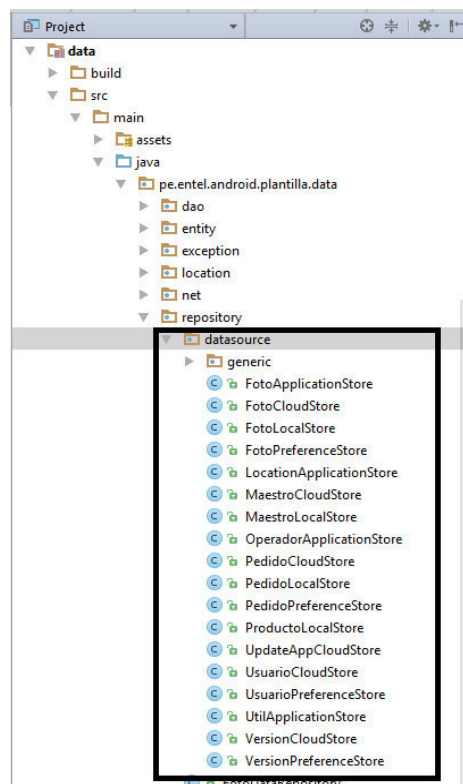 Project
data
build
src
main
assets
java
pe.entel.android.plantilla.data
dao
entity
exception
location
net
repository
datasource
generic
FotoApplicationStore
FotoCloudStore
FotoLocalStore
FotoPreferenceStore
LocationApplicationStore
MaestroCloudStore
MaestroLocalStore
OperadorApplicationStore
PedidoCloudStore
PedidoLocalStore
PedidoPreferenceStore
ProductoLocalStore
UpdateAppCloudStore
UsuarioCloudStore
UsuarioPreferenceStore
UtilApplicationStore
VersionCloudStore
VersionPreferenceStore
FotoDataRepository